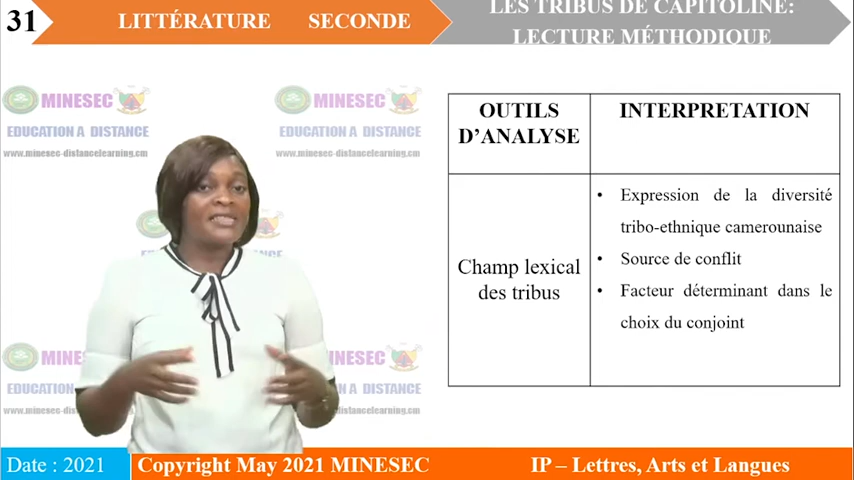 31
LITTÉRATURE SECONDE
LES TRIBUS DE CAPITOLINE:
LECTURE MÉTHODIQUE
MINESEC
EDUCATION A DISTANCE
www.minesec-distancelearning.cm
MINESEC
EDUCATION A DISTANCE
www.minesec-distancelearning.cm
OUTILS
D'ANALYSE
INTERPRETATION
Champ lexical
des tribus
• Expression de la diversité
tribo-ethnique camerounaise
• Source de conflit
• Facteur déterminant dans le
choix du conjoint
MINESEC
EDUCATION
www.minesec-dis
MINESEC
DISTANCE
distancelearning.cm
Date : 2021
Copyright May 2021 MINESEC
IP – Lettres, Arts et Langues